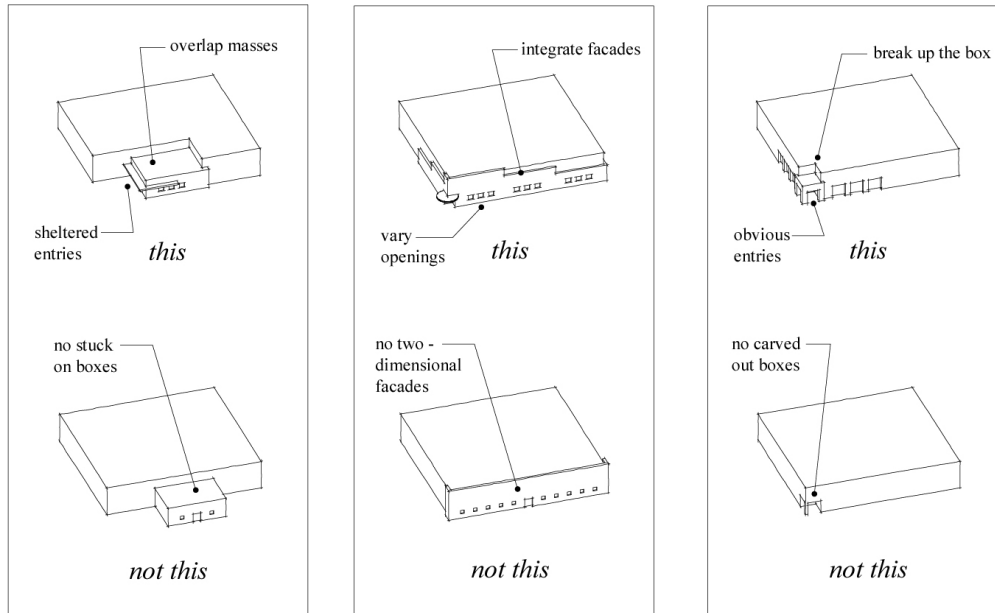 overlap masses
sheltered
entries
this
no stuck
on boxes
not this
integrate facades
vary
openings
this
no two -
dimensional
facades
not this
break up the box
obvious
entries
this
no carved
out boxes
not this